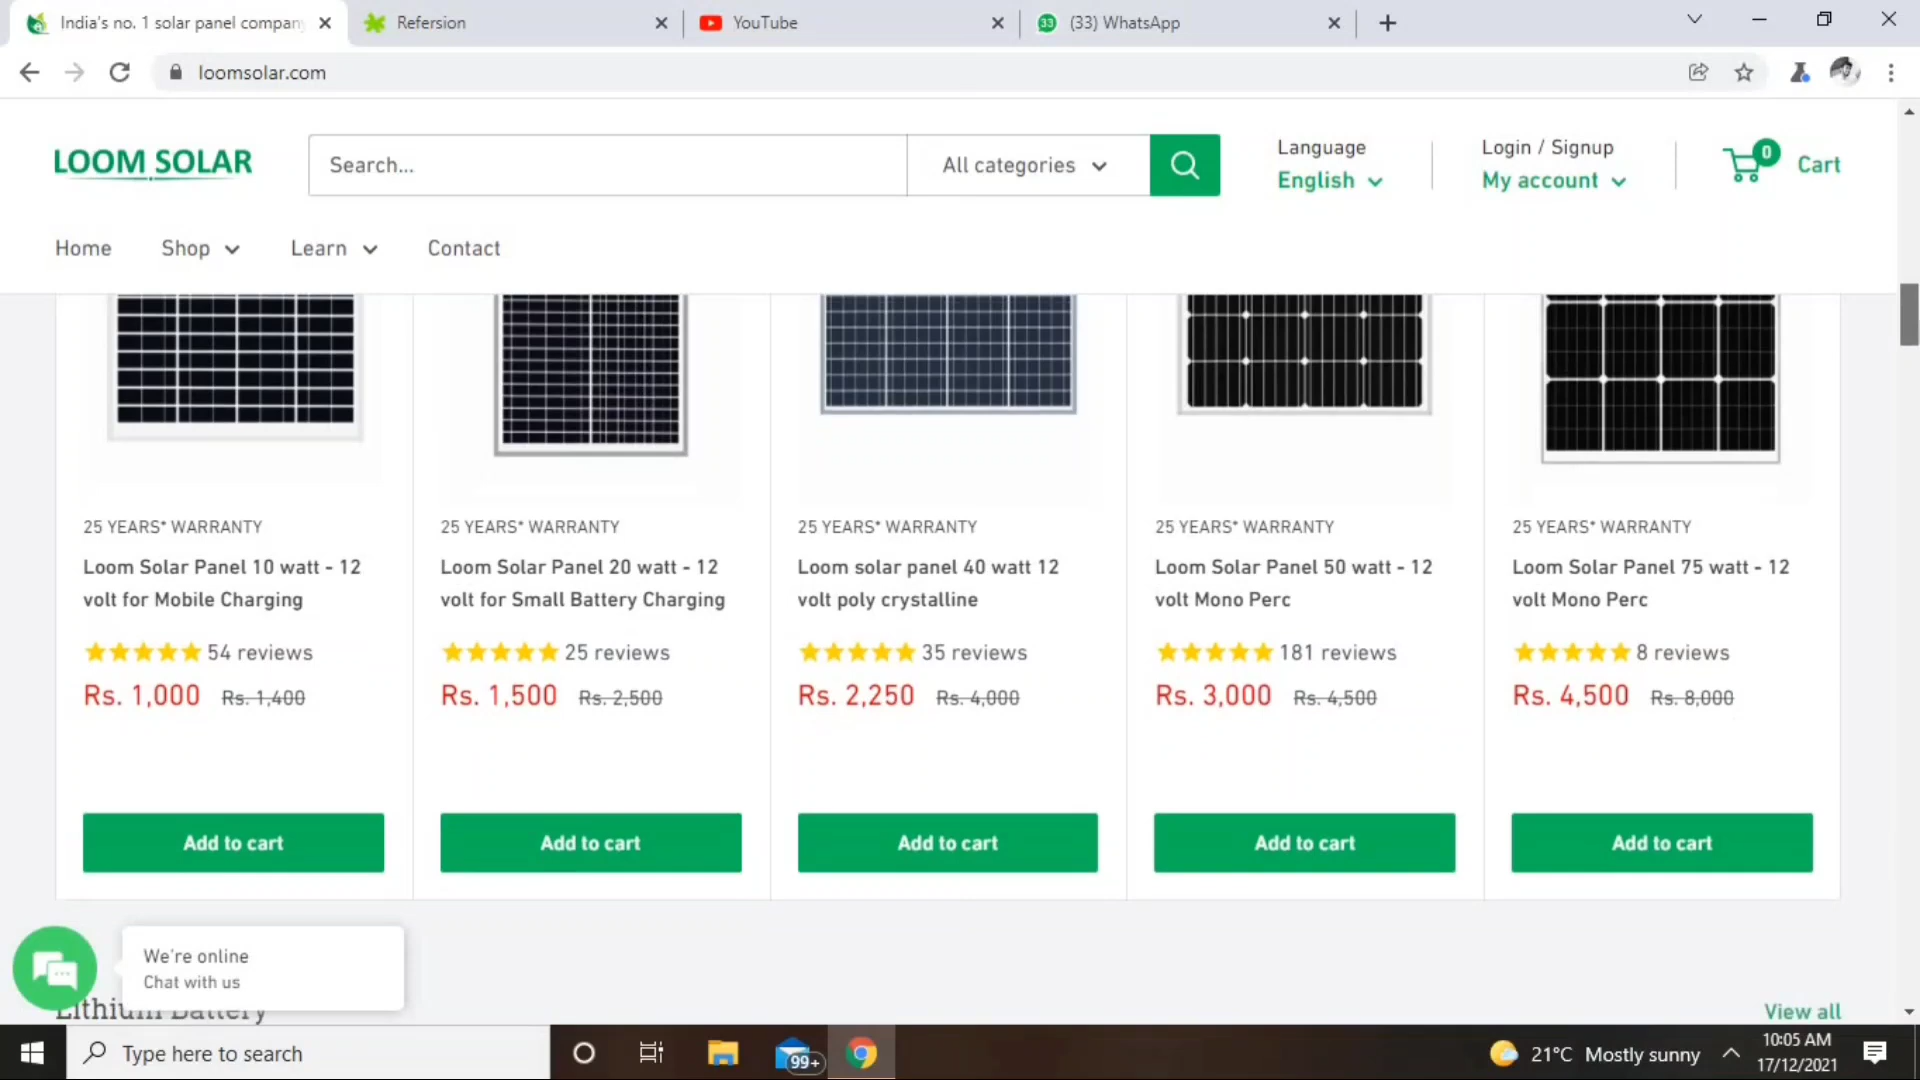 India's no. 1 solar panel company
Refersion
YouTube
33
(33) WhatsApp
loomsolar.com
LOOM SOLAR
Search...
All categories
Language
English
Login / Signup
My account
0
Cart
Home
Shop
Learn
Contact
25 YEARS* WARRANTY
Loom Solar Panel 10 watt - 12
volt for Mobile Charging
54 reviews
Rs. 1,000 Rs. 1,400
Add to cart
25 YEARS* WARRANTY
Loom Solar Panel 20 watt - 12
volt for Small Battery Charging
25 reviews
Rs. 1,500 Rs. 2,500
Add to cart
25 YEARS* WARRANTY
Loom solar panel 40 watt 12
volt poly crystalline
35 reviews
Rs. 2,250 Rs. 4,000
Add to cart
25 YEARS* WARRANTY
Loom Solar Panel 50 watt - 12
volt Mono Perc
181 reviews
Rs. 3,000 Rs. 4,500
Add to cart
25 YEARS* WARRANTY
Loom Solar Panel 75 watt - 12
volt Mono Perc
8 reviews
Rs. 4,500 Rs. 8,000
Add to cart
We're online
Chat with us
Lithium Battery
View all
Type here to search
99+
21°C Mostly sunny
10:05 AM
17/12/2021